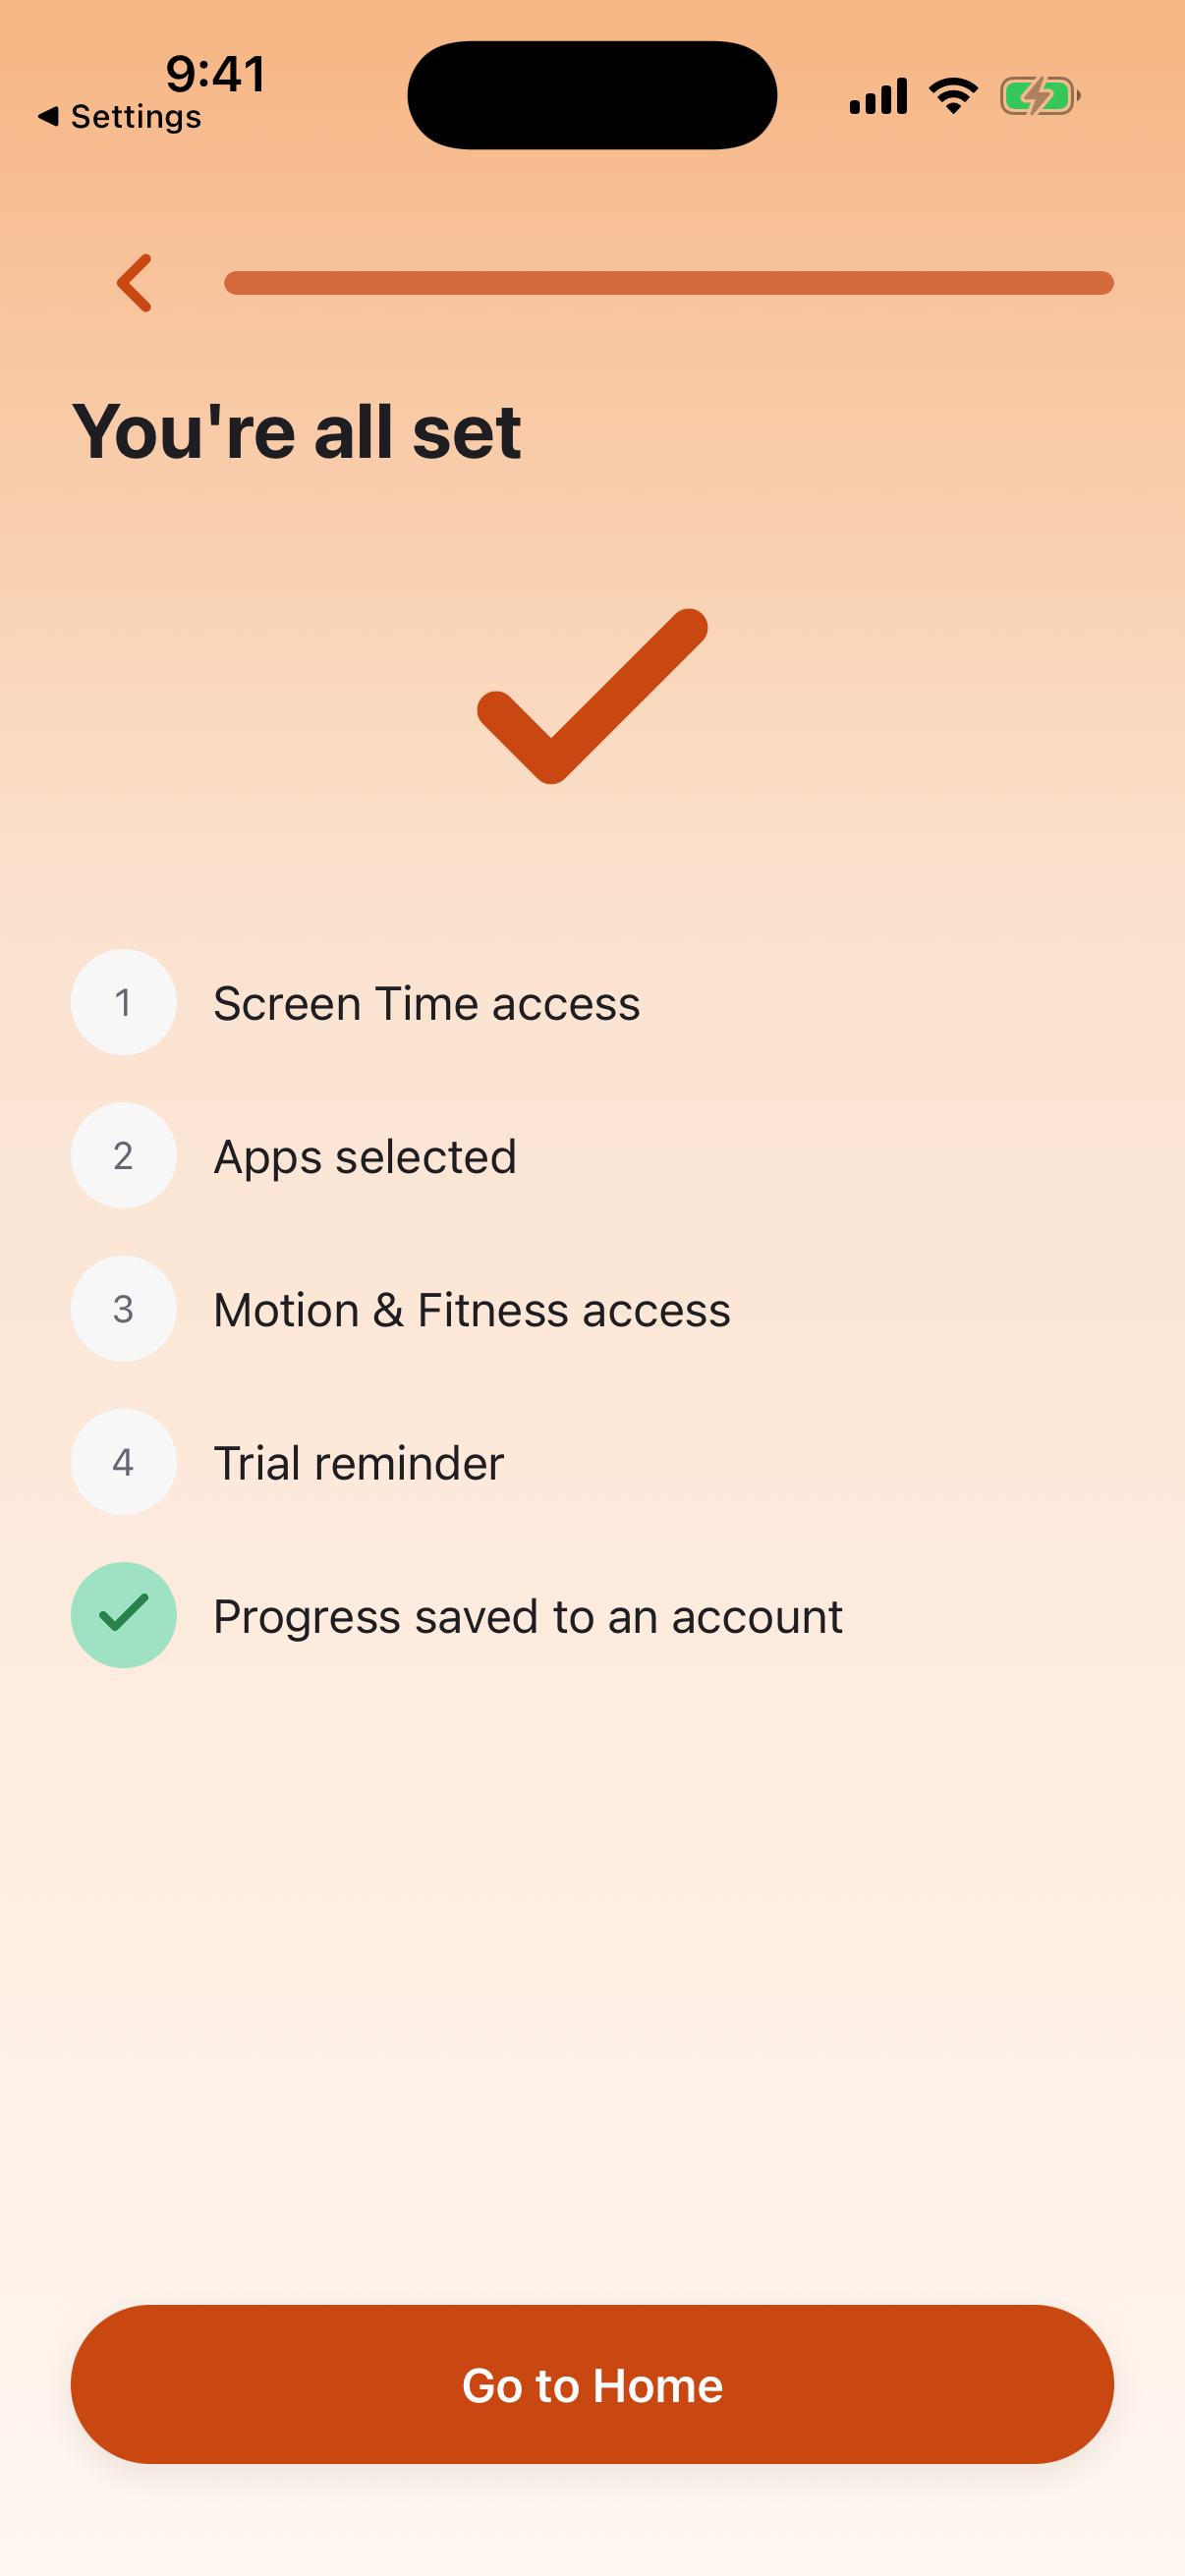 9:41
Settings
You're all set
1 Screen Time access
2 Apps selected
3 Motion & Fitness access
4 Trial reminder
Progress saved to an account
Go to Home